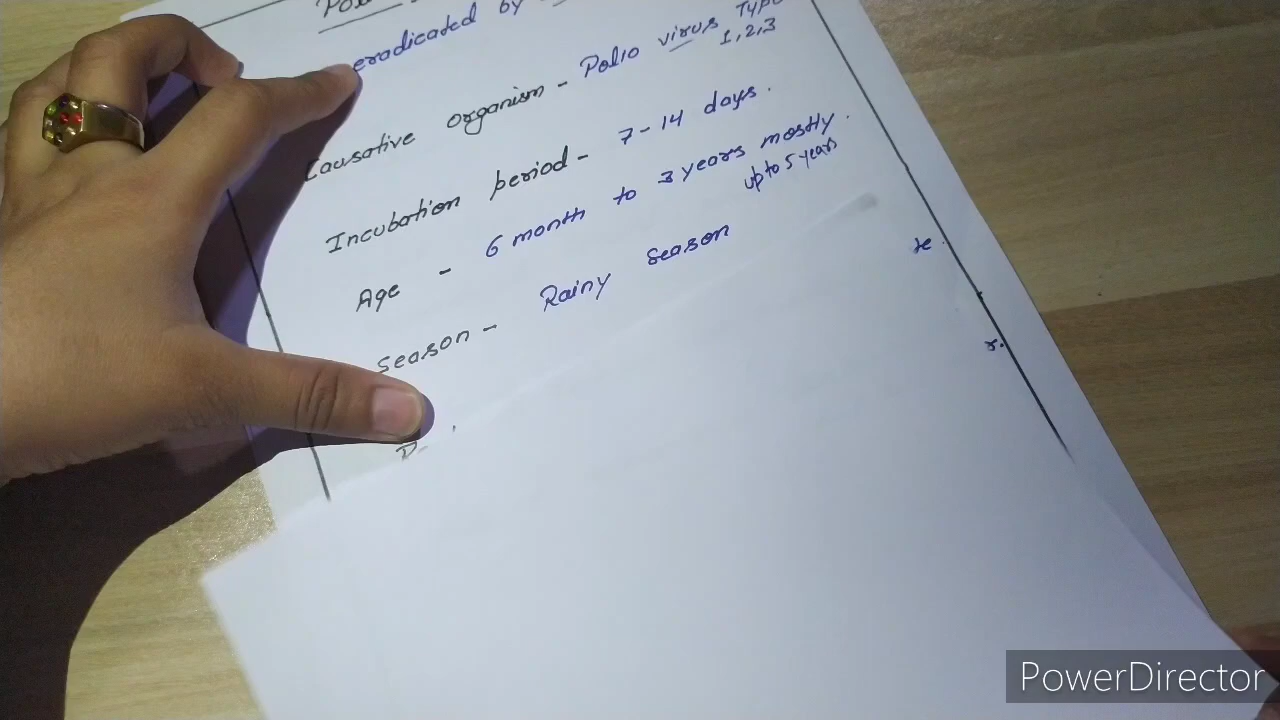 eradicated by
Causative organism - Polio virus Type
1,2,3
Incubation period - 7-14 days.
Age - 6 month to 3 years mostly.
upto 5 years
Season - Rainy season
PowerDirector